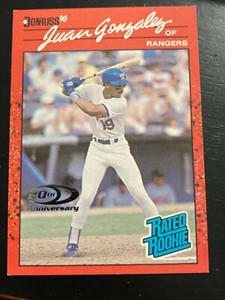 DONRUSS 90
Juan Gonzalez
OF
RANGERS
19
20TH
Anniversary
RATED
ROOKIE